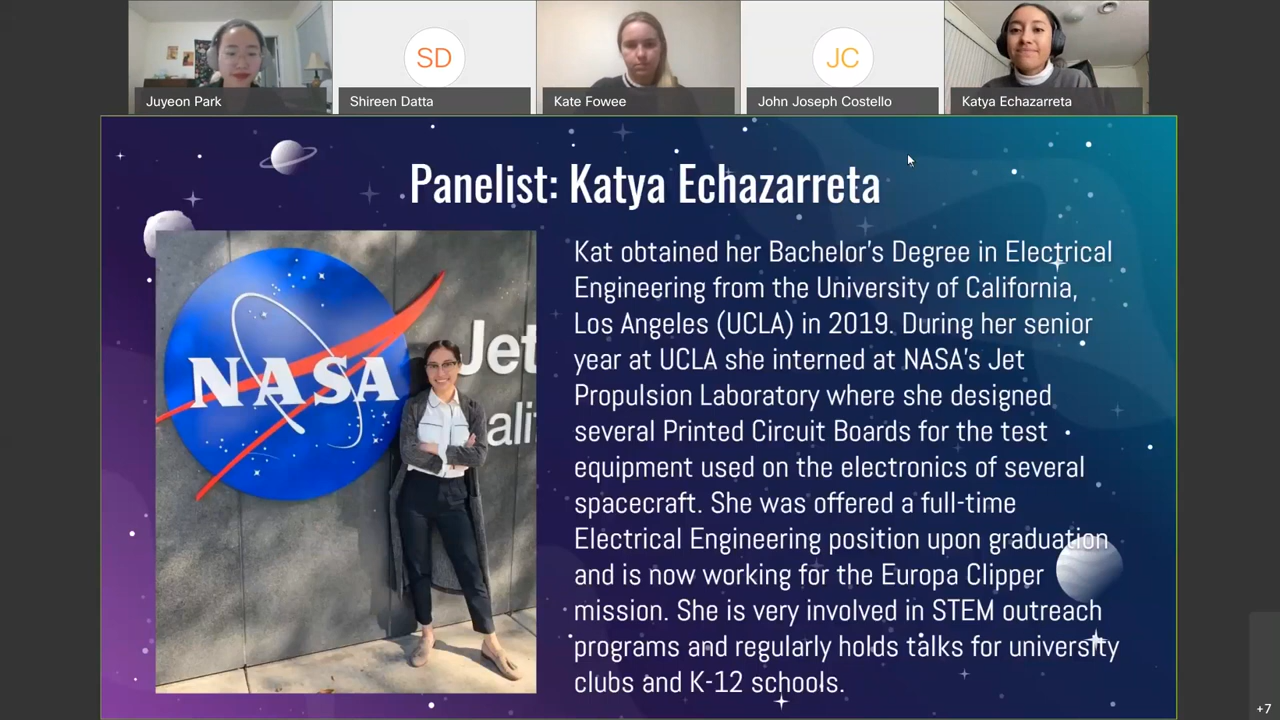 Juyeon Park
SD
Shireen Datta
Kate Fowee
JC
John Joseph Costello
Katya Echazarreta
Panelist: Katya Echazarreta
NASA
Jet
alif
Kat obtained her Bachelor's Degree in Electrical
Engineering from the University of California,
Los Angeles (UCLA) in 2019. During her senior
year at UCLA she interned at NASA's Jet
Propulsion Laboratory where she designed
several Printed Circuit Boards for the test
equipment used on the electronics of several
spacecraft. She was offered a full-time
Electrical Engineering position upon graduation
and is now working for the Europa Clipper
mission. She is very involved in STEM outreach
programs and regularly holds talks for university
clubs and K-12 schools.
+7